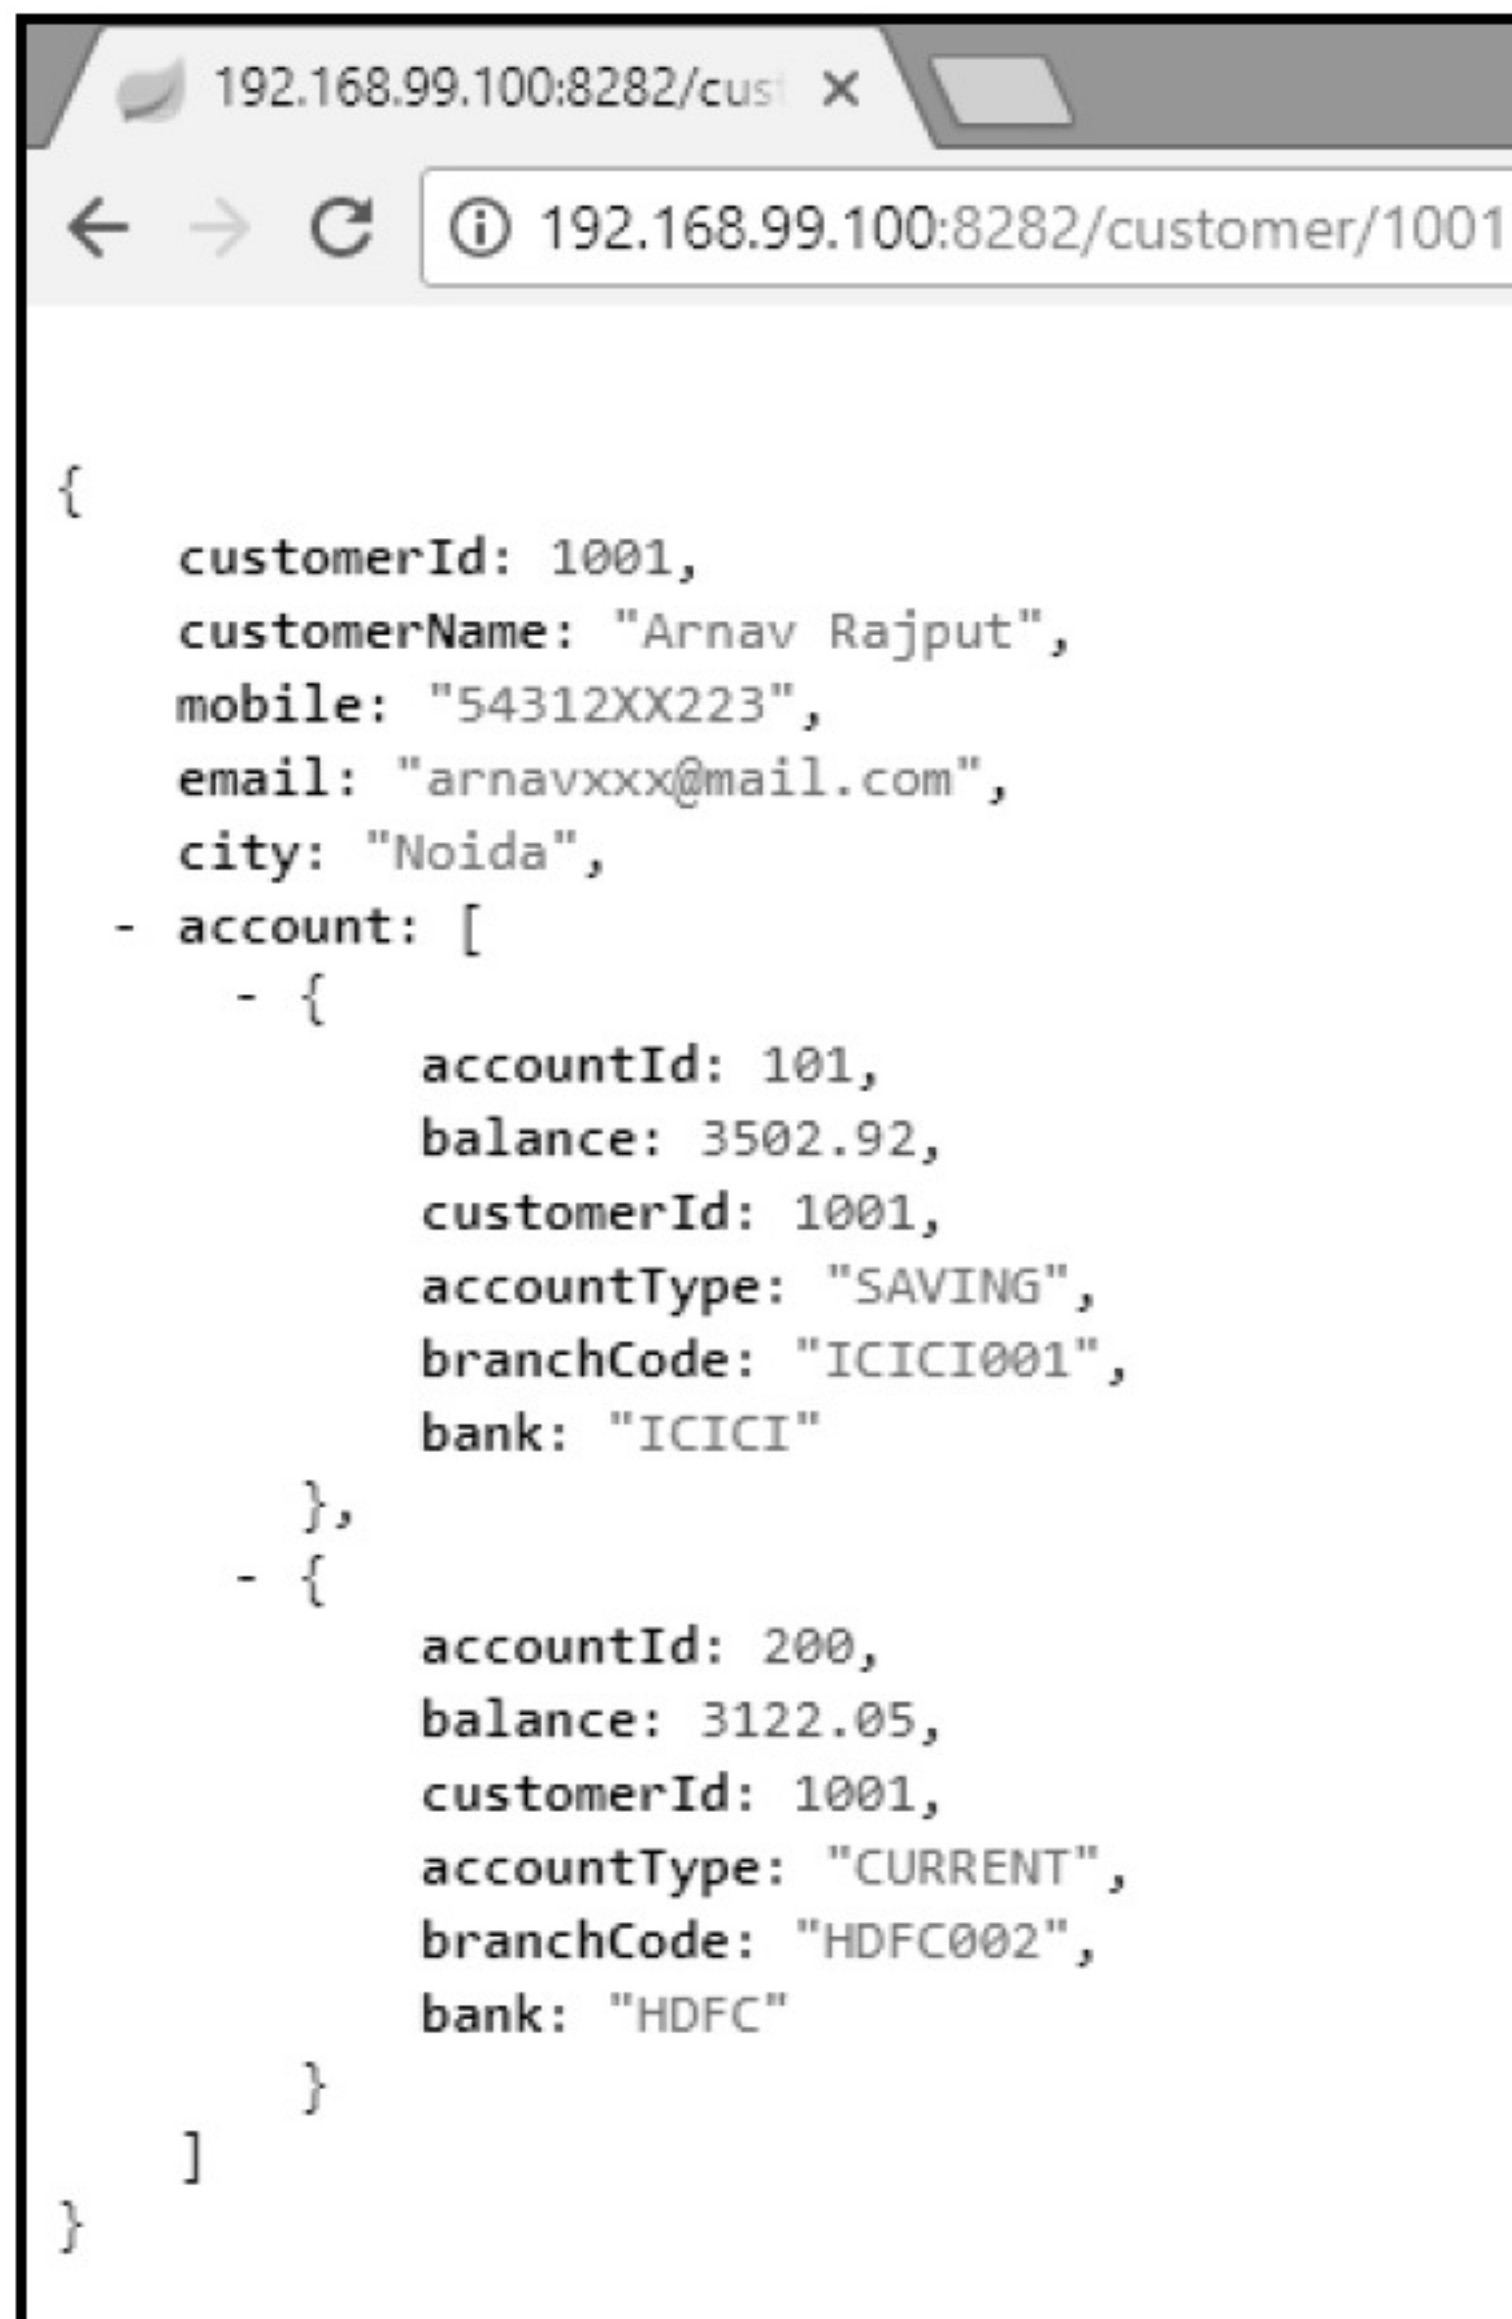 192.168.99.100:8282/cust
192.168.99.100:8282/customer/1001
{
customerId: 1001,
customerName: "Arnav Rajput",
mobile: "54312XX223",
email: "arnavxxx@mail.com",
city: "Noida",
- account: [
- {
accountId: 101,
balance: 3502.92,
customerId: 1001,
accountType: "SAVING",
branchCode: "ICICI001",
bank: "ICICI"
},
- {
accountId: 200,
balance: 3122.05,
customerId: 1001,
accountType: "CURRENT",
branchCode: "HDFC002",
bank: "HDFC"
}
]
}